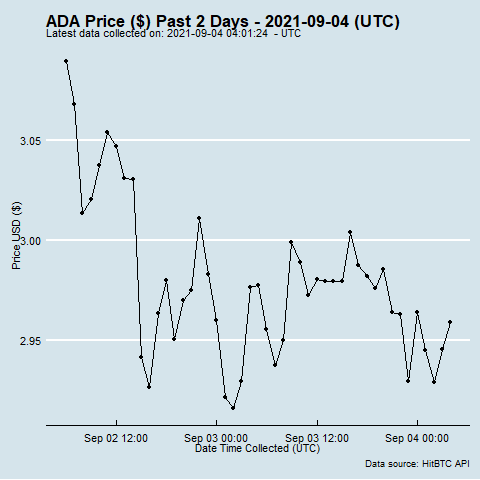 ADA Price ($) Past 2 Days - 2021-09-04 (UTC)
Latest data collected on: 2021-09-04 04:01:24  - UTC
3.05
3.00
2.95
Price USD ($)
Sep 02 12:00
Sep 03 00:00
Sep 03 12:00
Sep 04 00:00
Date Time Collected (UTC)
Data source: HitBTC API